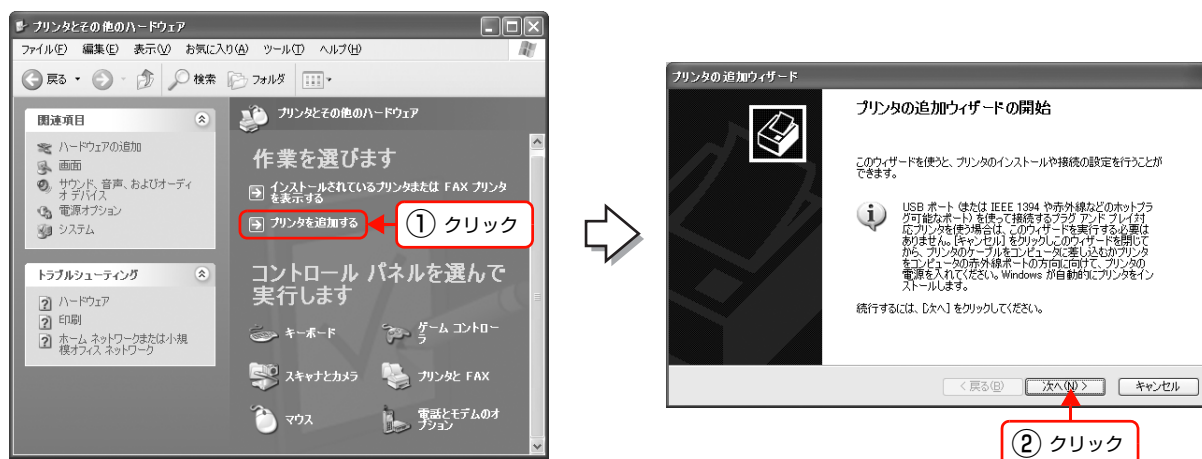 プリンタとその他のハードウェア
ファイル(F) 編集(E) 表示(V) お気に入り(A) ツール(T) ヘルプ(H)
戻る 検索 フォルダ
関連項目
ハードウェアの追加
画面
サウンド、音声、およびオーディ
オ デバイス
電源オプション
システム
トラブルシューティング
ハードウェア
印刷
ホーム ネットワークまたは小規
模オフィス ネットワーク
プリンタとその他のハードウェア
作業を選びます
インストールされているプリンタまたは FAX プリンタ
を表示する
プリンタを追加する
① クリック
コントロール パネルを選んで
実行します
キーボード
ゲーム コントロー
ラ
スキャナとカメラ
プリンタと FAX
マウス
電話とモデムのオ
プション
プリンタの追加ウィザード
プリンタの追加ウィザードの開始
このウィザードを使うと、プリンタのインストールや接続の設定を行うことが
できます。
USB ポート (または IEEE 1394 や赤外線などのホットプラ
グ可能なポート) を使って接続するプラグ アンド プレイ対
応プリンタを使う場合は、このウィザードを実行する必要は
ありません。[キャンセル] をクリックしてこのウィザードを閉じて
から、プリンタのケーブルをコンピュータに差し込むかプリンタ
をコンピュータの赤外線ポートの方向に向けて、プリンタの
電源を入れてください。Windows が自動的にプリンタをイン
ストールします。
続行するには、[次へ] をクリックしてください。
< 戻る(B) 次へ(N) > キャンセル
② クリック